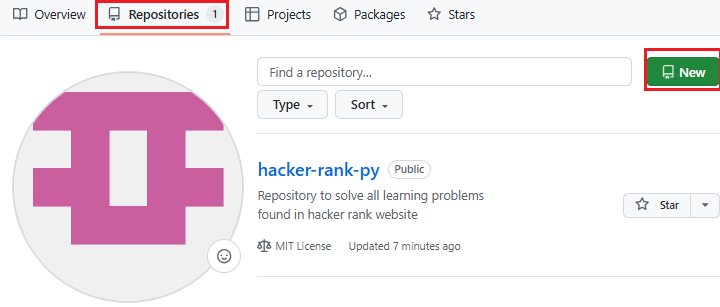 Overview Repositories 1 Projects Packages Stars
Find a repository...
New
Type Sort
hacker-rank-py Public
Repository to solve all learning problems
found in hacker rank website
Star
MIT License Updated 7 minutes ago